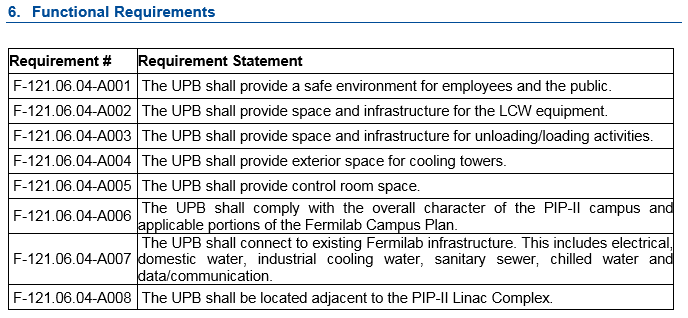 6. Functional Requirements
Requirement # Requirement Statement
F-121.06.04-A001 The UPB shall provide a safe environment for employees and the public.
F-121.06.04-A002 The UPB shall provide space and infrastructure for the LCW equipment.
F-121.06.04-A003 The UPB shall provide space and infrastructure for unloading/loading activities.
F-121.06.04-A004 The UPB shall provide exterior space for cooling towers.
F-121.06.04-A005 The UPB shall provide control room space.
F-121.06.04-A006 The UPB shall comply with the overall character of the PIP-II campus and
applicable portions of the Fermilab Campus Plan.
F-121.06.04-A007 The UPB shall connect to existing Fermilab infrastructure. This includes electrical,
domestic water, industrial cooling water, sanitary sewer, chilled water and
data/communication.
F-121.06.04-A008 The UPB shall be located adjacent to the PIP-II Linac Complex.